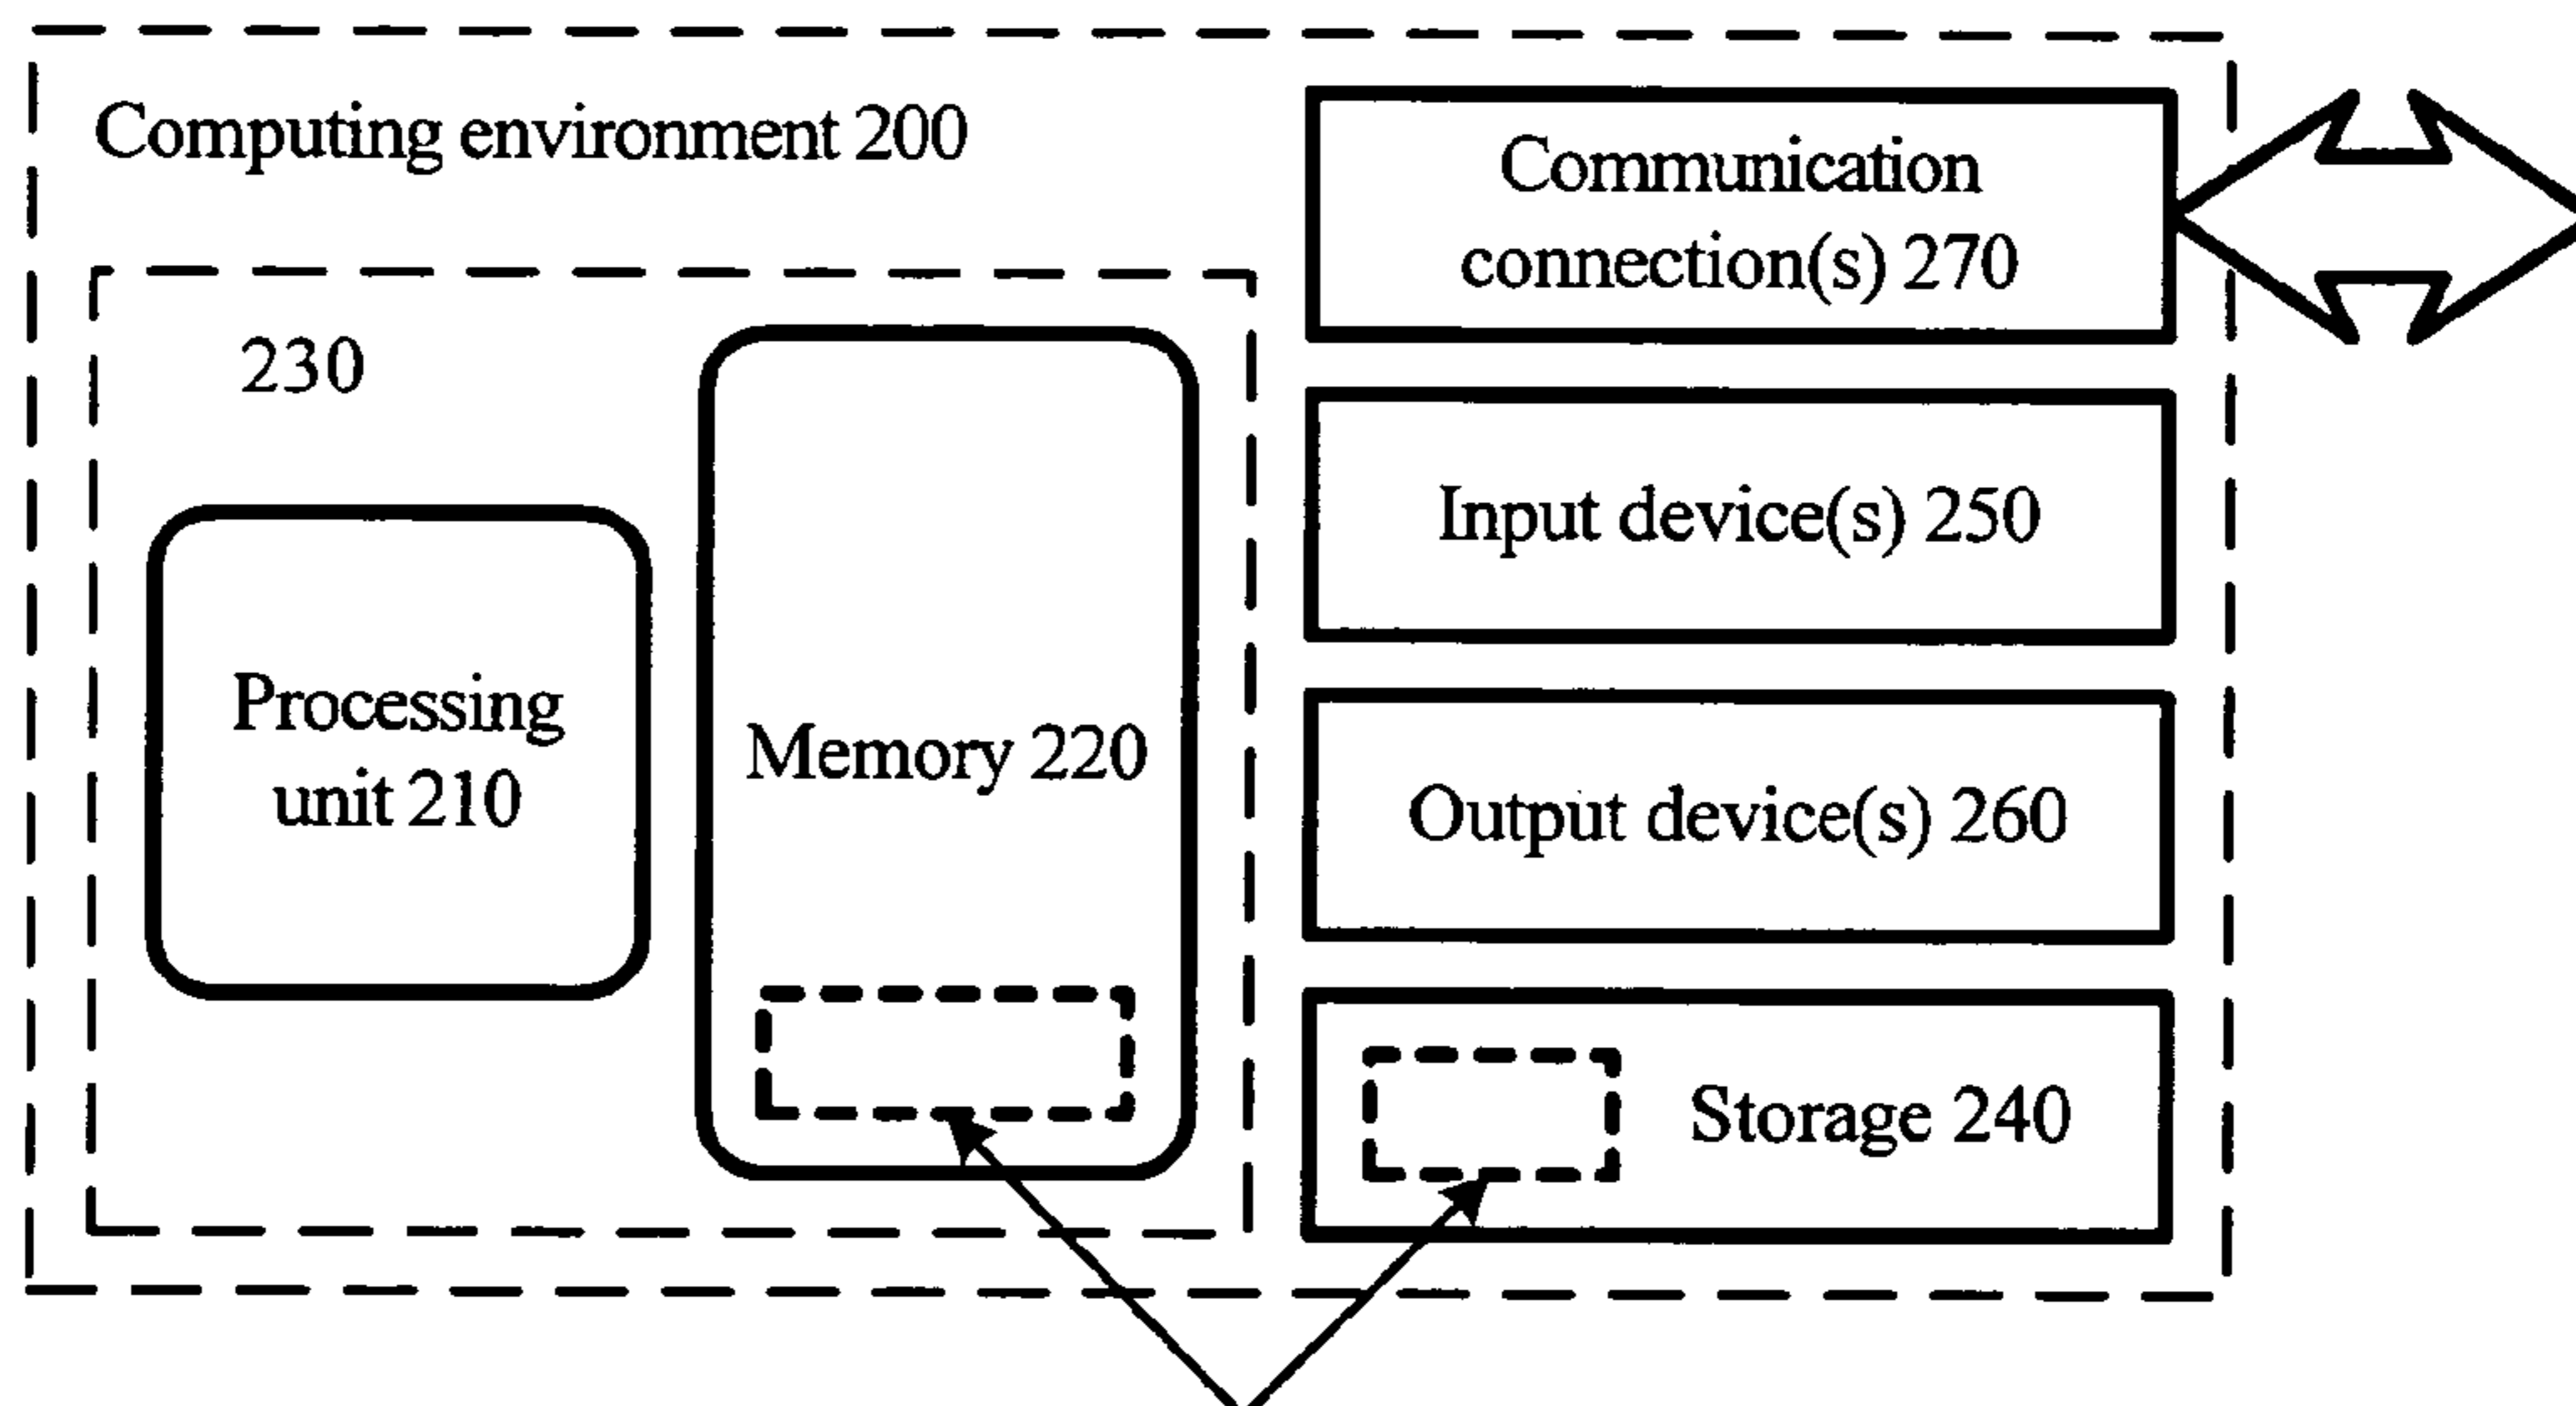 Computing environment 200
230
Processing
unit 210
Memory 220
Communication
connection(s) 270
Input device(s) 250
Output device(s) 260
Storage 240